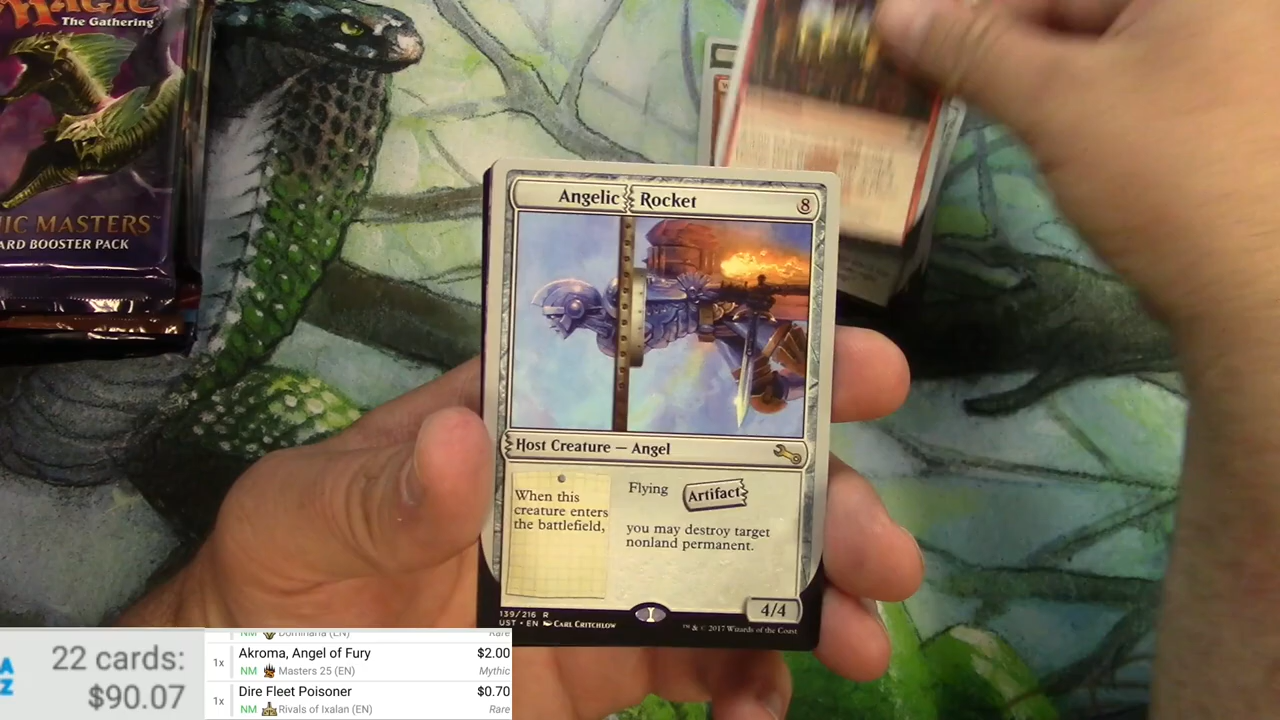 MAGIC
The Gathering
IC MASTERS
ARD BOOSTER PACK
Angelic Rocket 8
Host Creature — Angel
When this
creature enters
the battlefield,
Flying Artifact
you may destroy target
nonland permanent.
4/4
139/216 R
UST • EN CARL CRITCHLOW
™ & © 2017 Wizards of the Coast
A
Z
22 cards:
$90.07
Dominaria (EN) Rare
1x Akroma, Angel of Fury $2.00
NM Masters 25 (EN) Mythic
1x Dire Fleet Poisoner $0.70
NM Rivals of Ixalan (EN) Rare